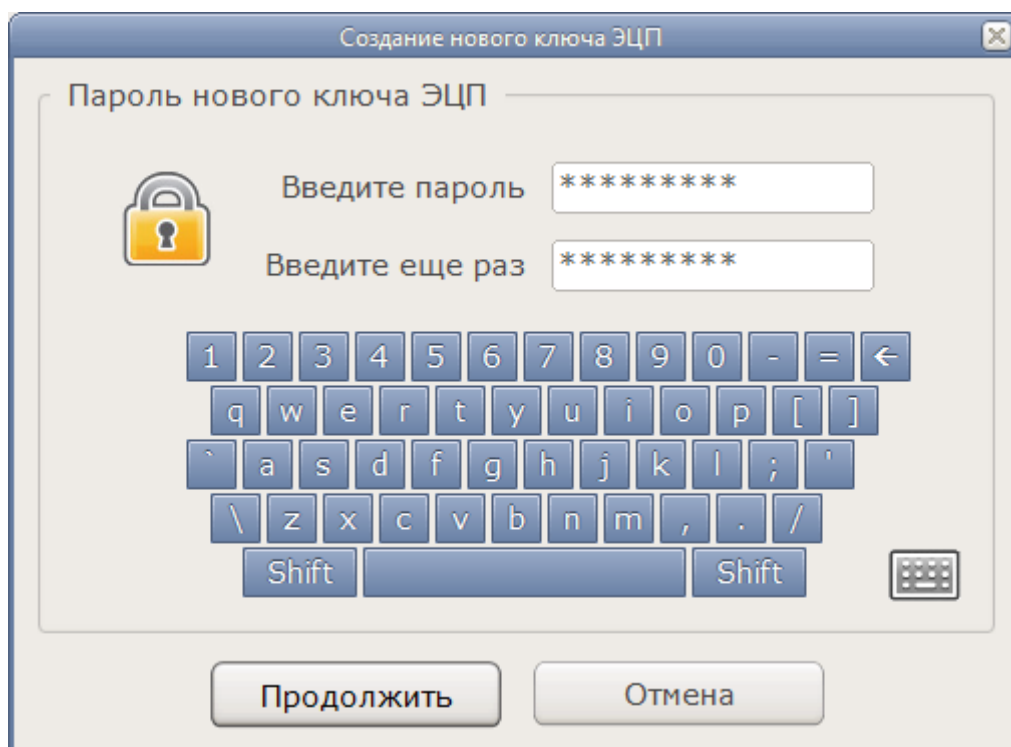 Создание нового ключа ЭЦП
Пароль нового ключа ЭЦП
Введите пароль *********
Введите еще раз *********
1 2 3 4 5 6 7 8 9 0 - = ←
q w e r t y u i o p [ ]
` a s d f g h j k l ; '
\ z x c v b n m , . /
Shift Shift
Продолжить Отмена